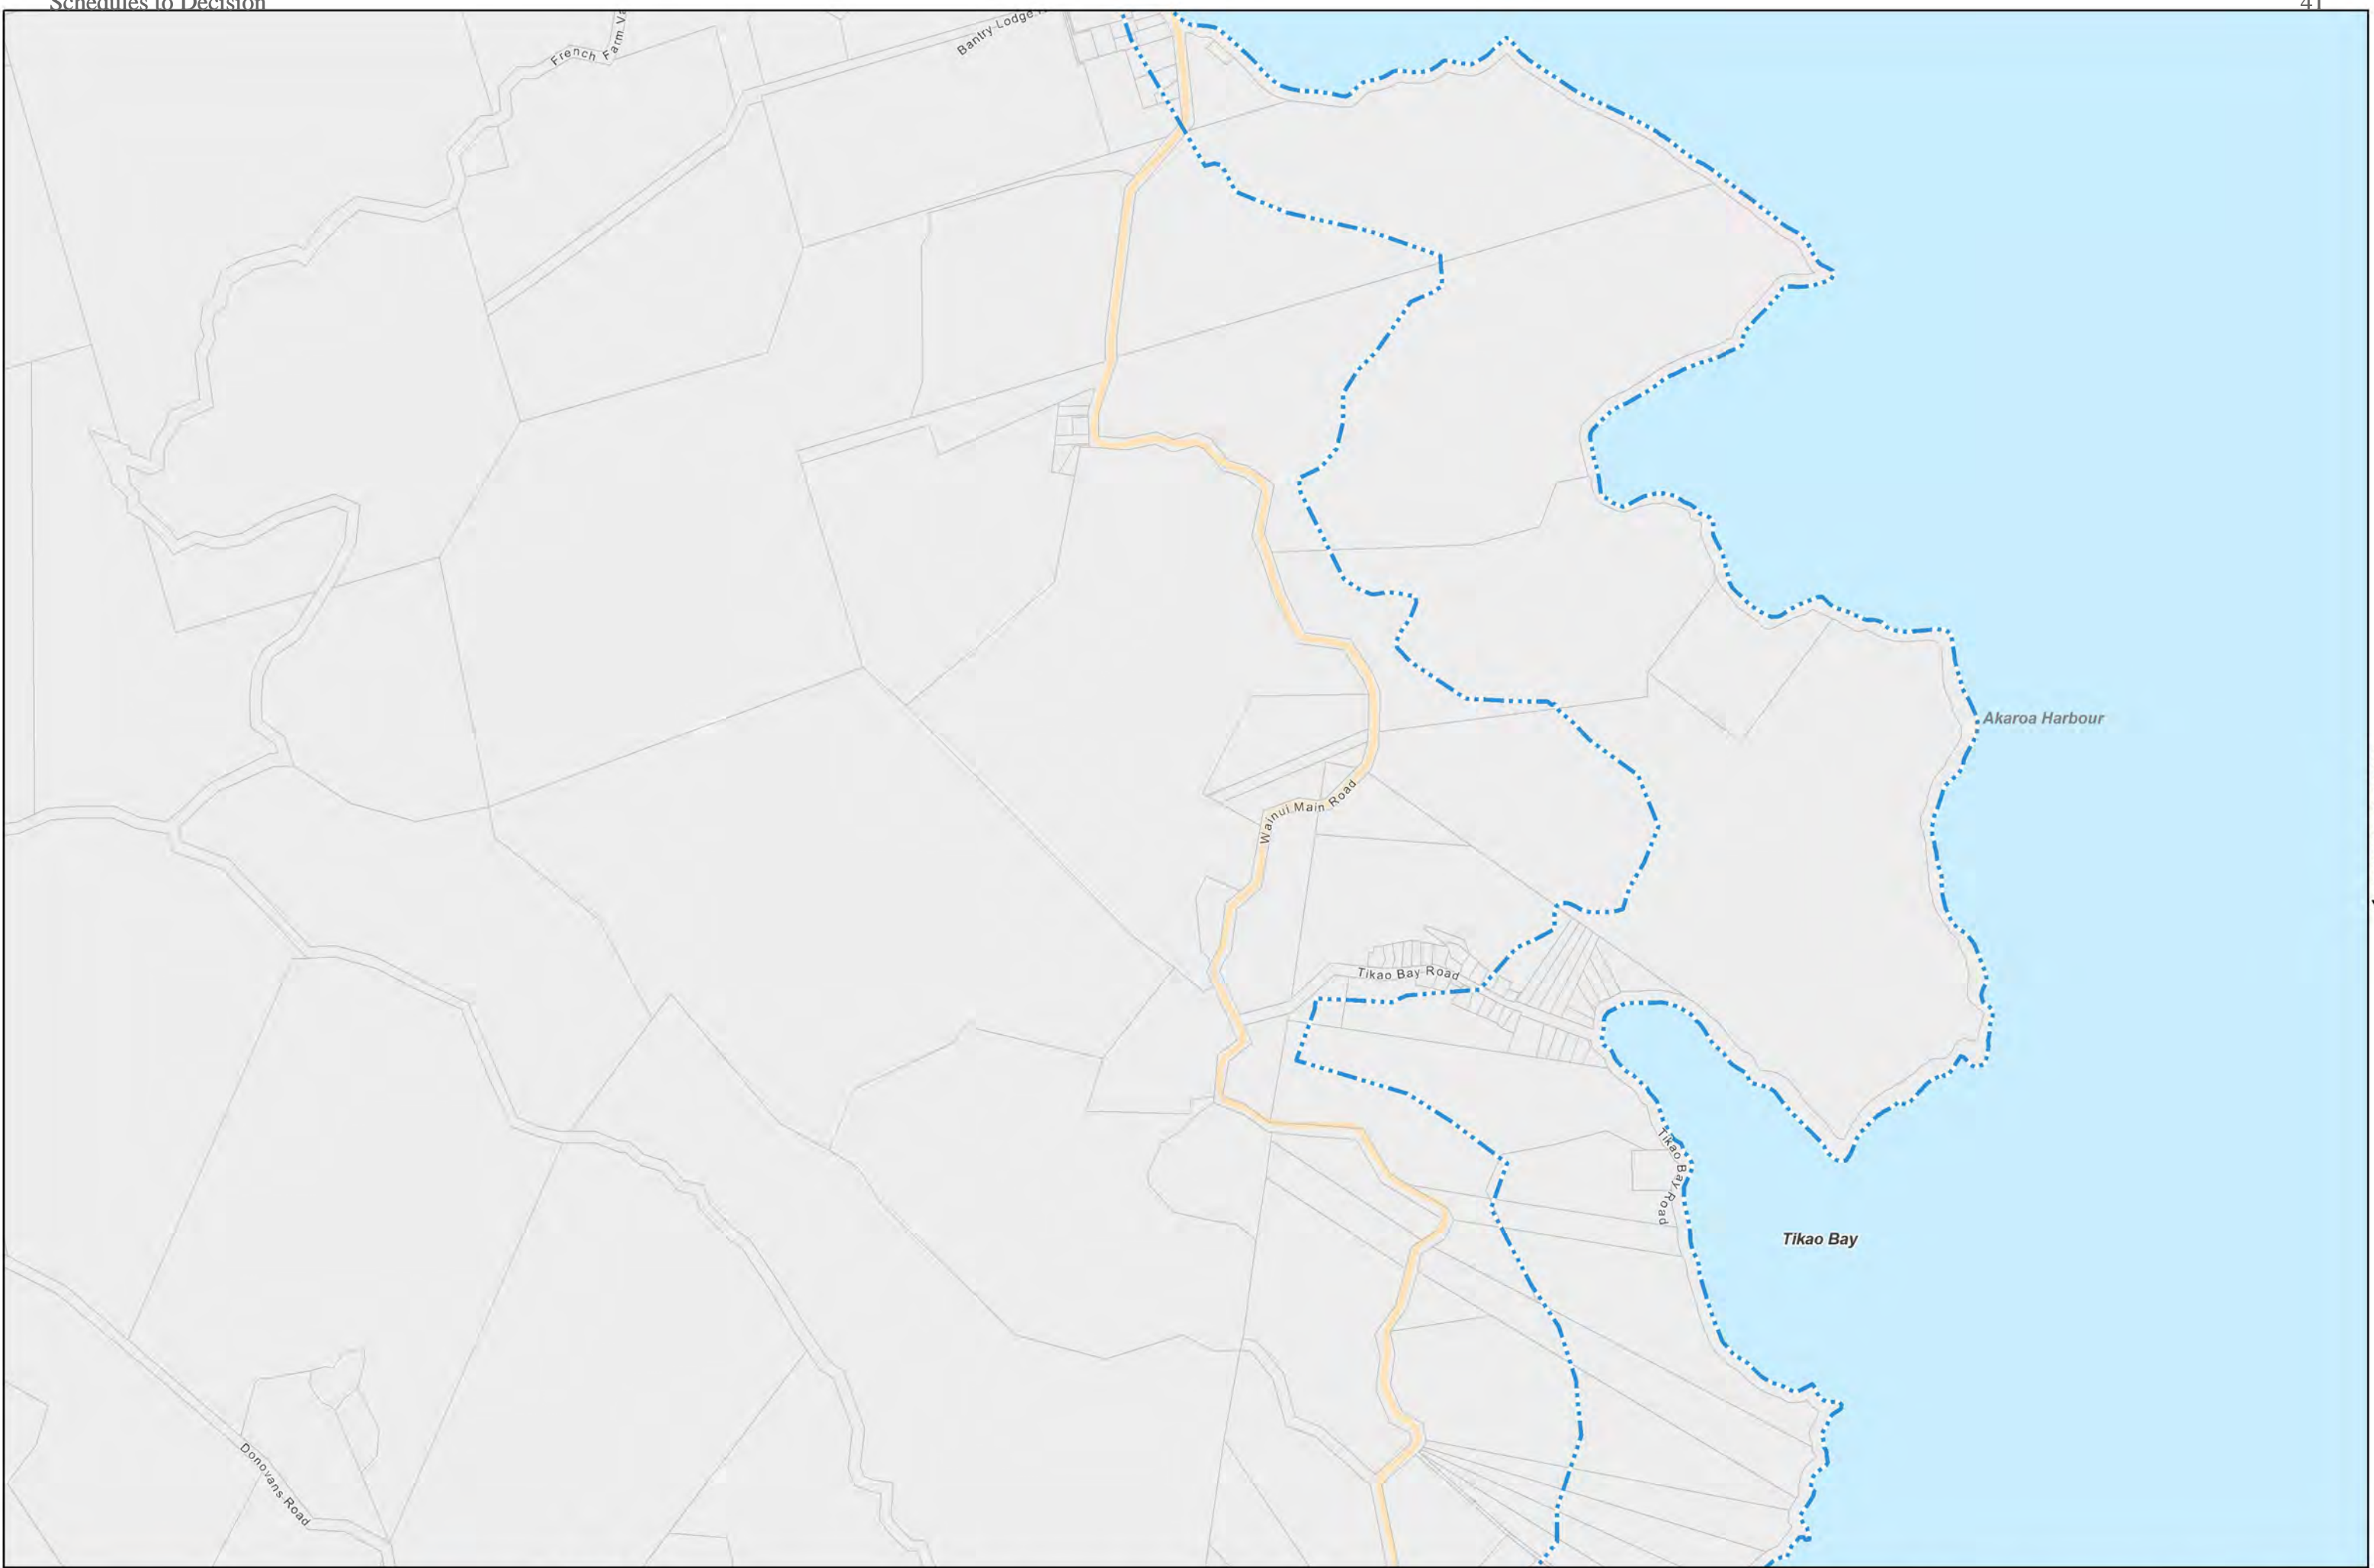 Schedules to Decision
41
French Farm
Bantry Lodge
Akaroa Harbour
Wainui Main Road
Tikao Bay Road
Tikao Bay Road
Tikao Bay
Donovans Road